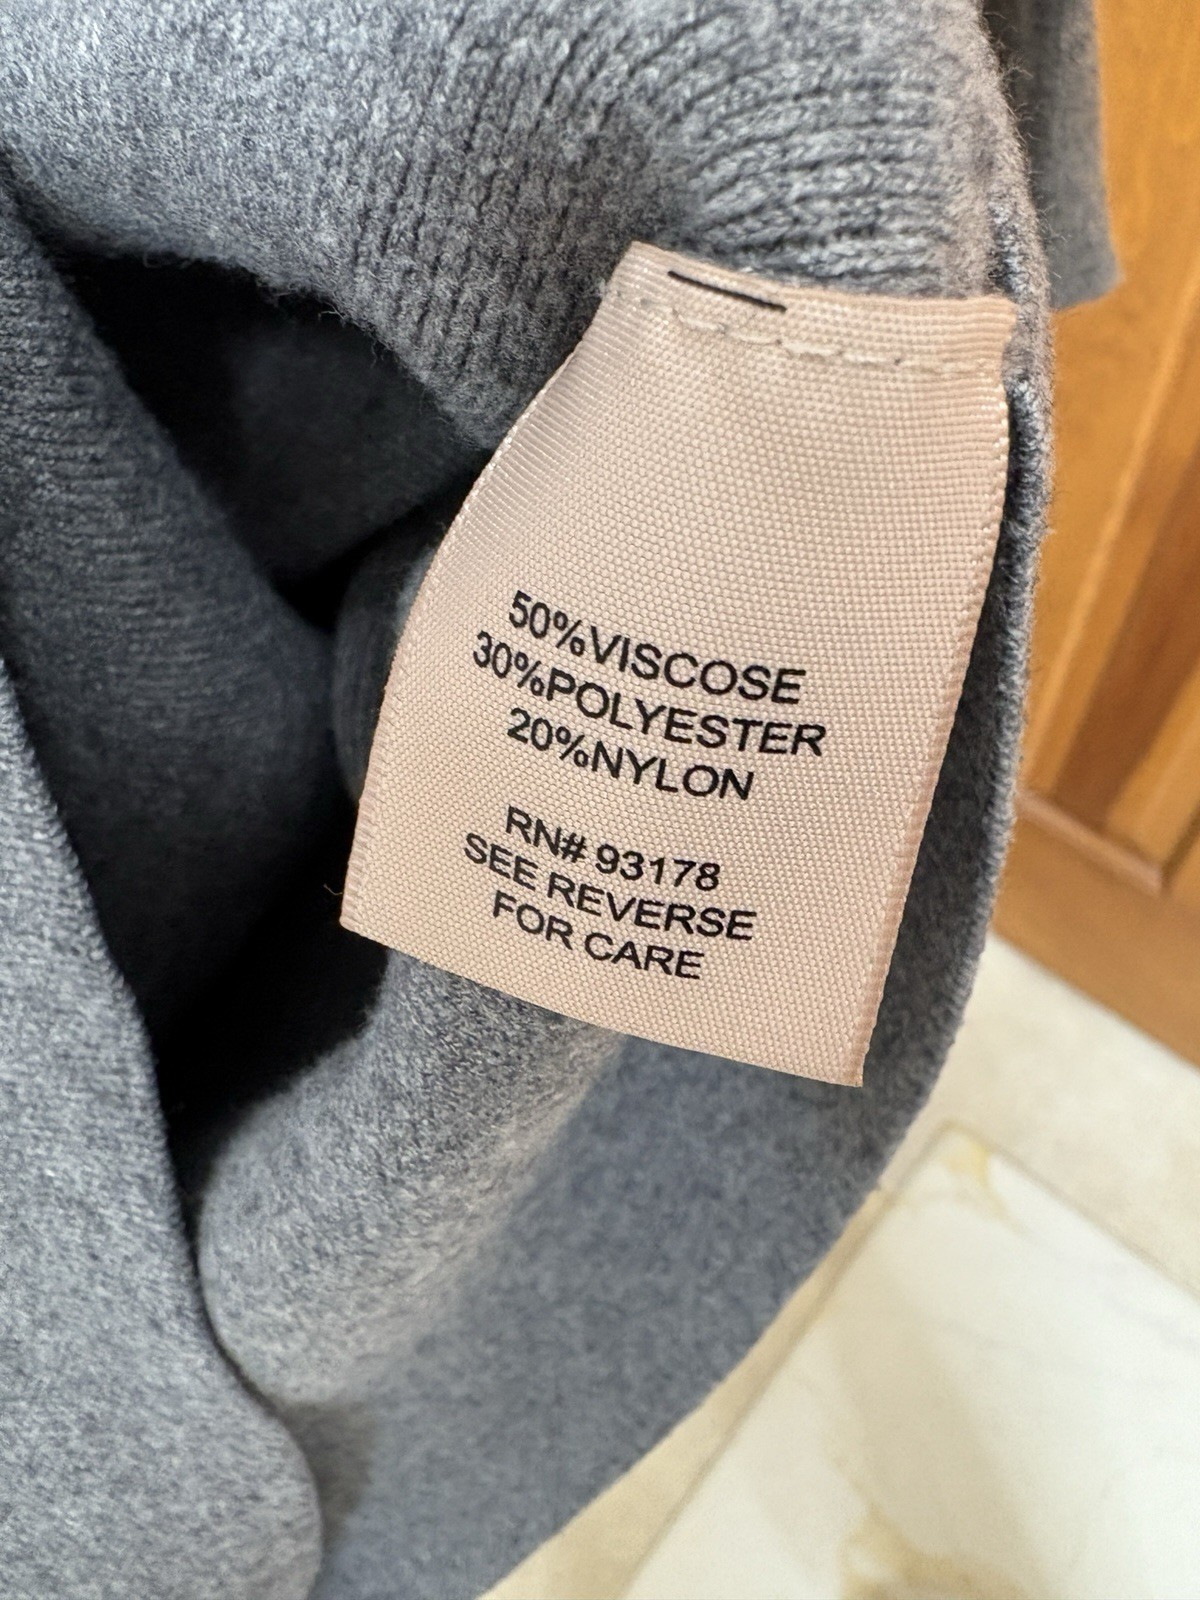 50%VISCOSE
30%POLYESTER
20%NYLON
RN# 93178
SEE REVERSE
FOR CARE